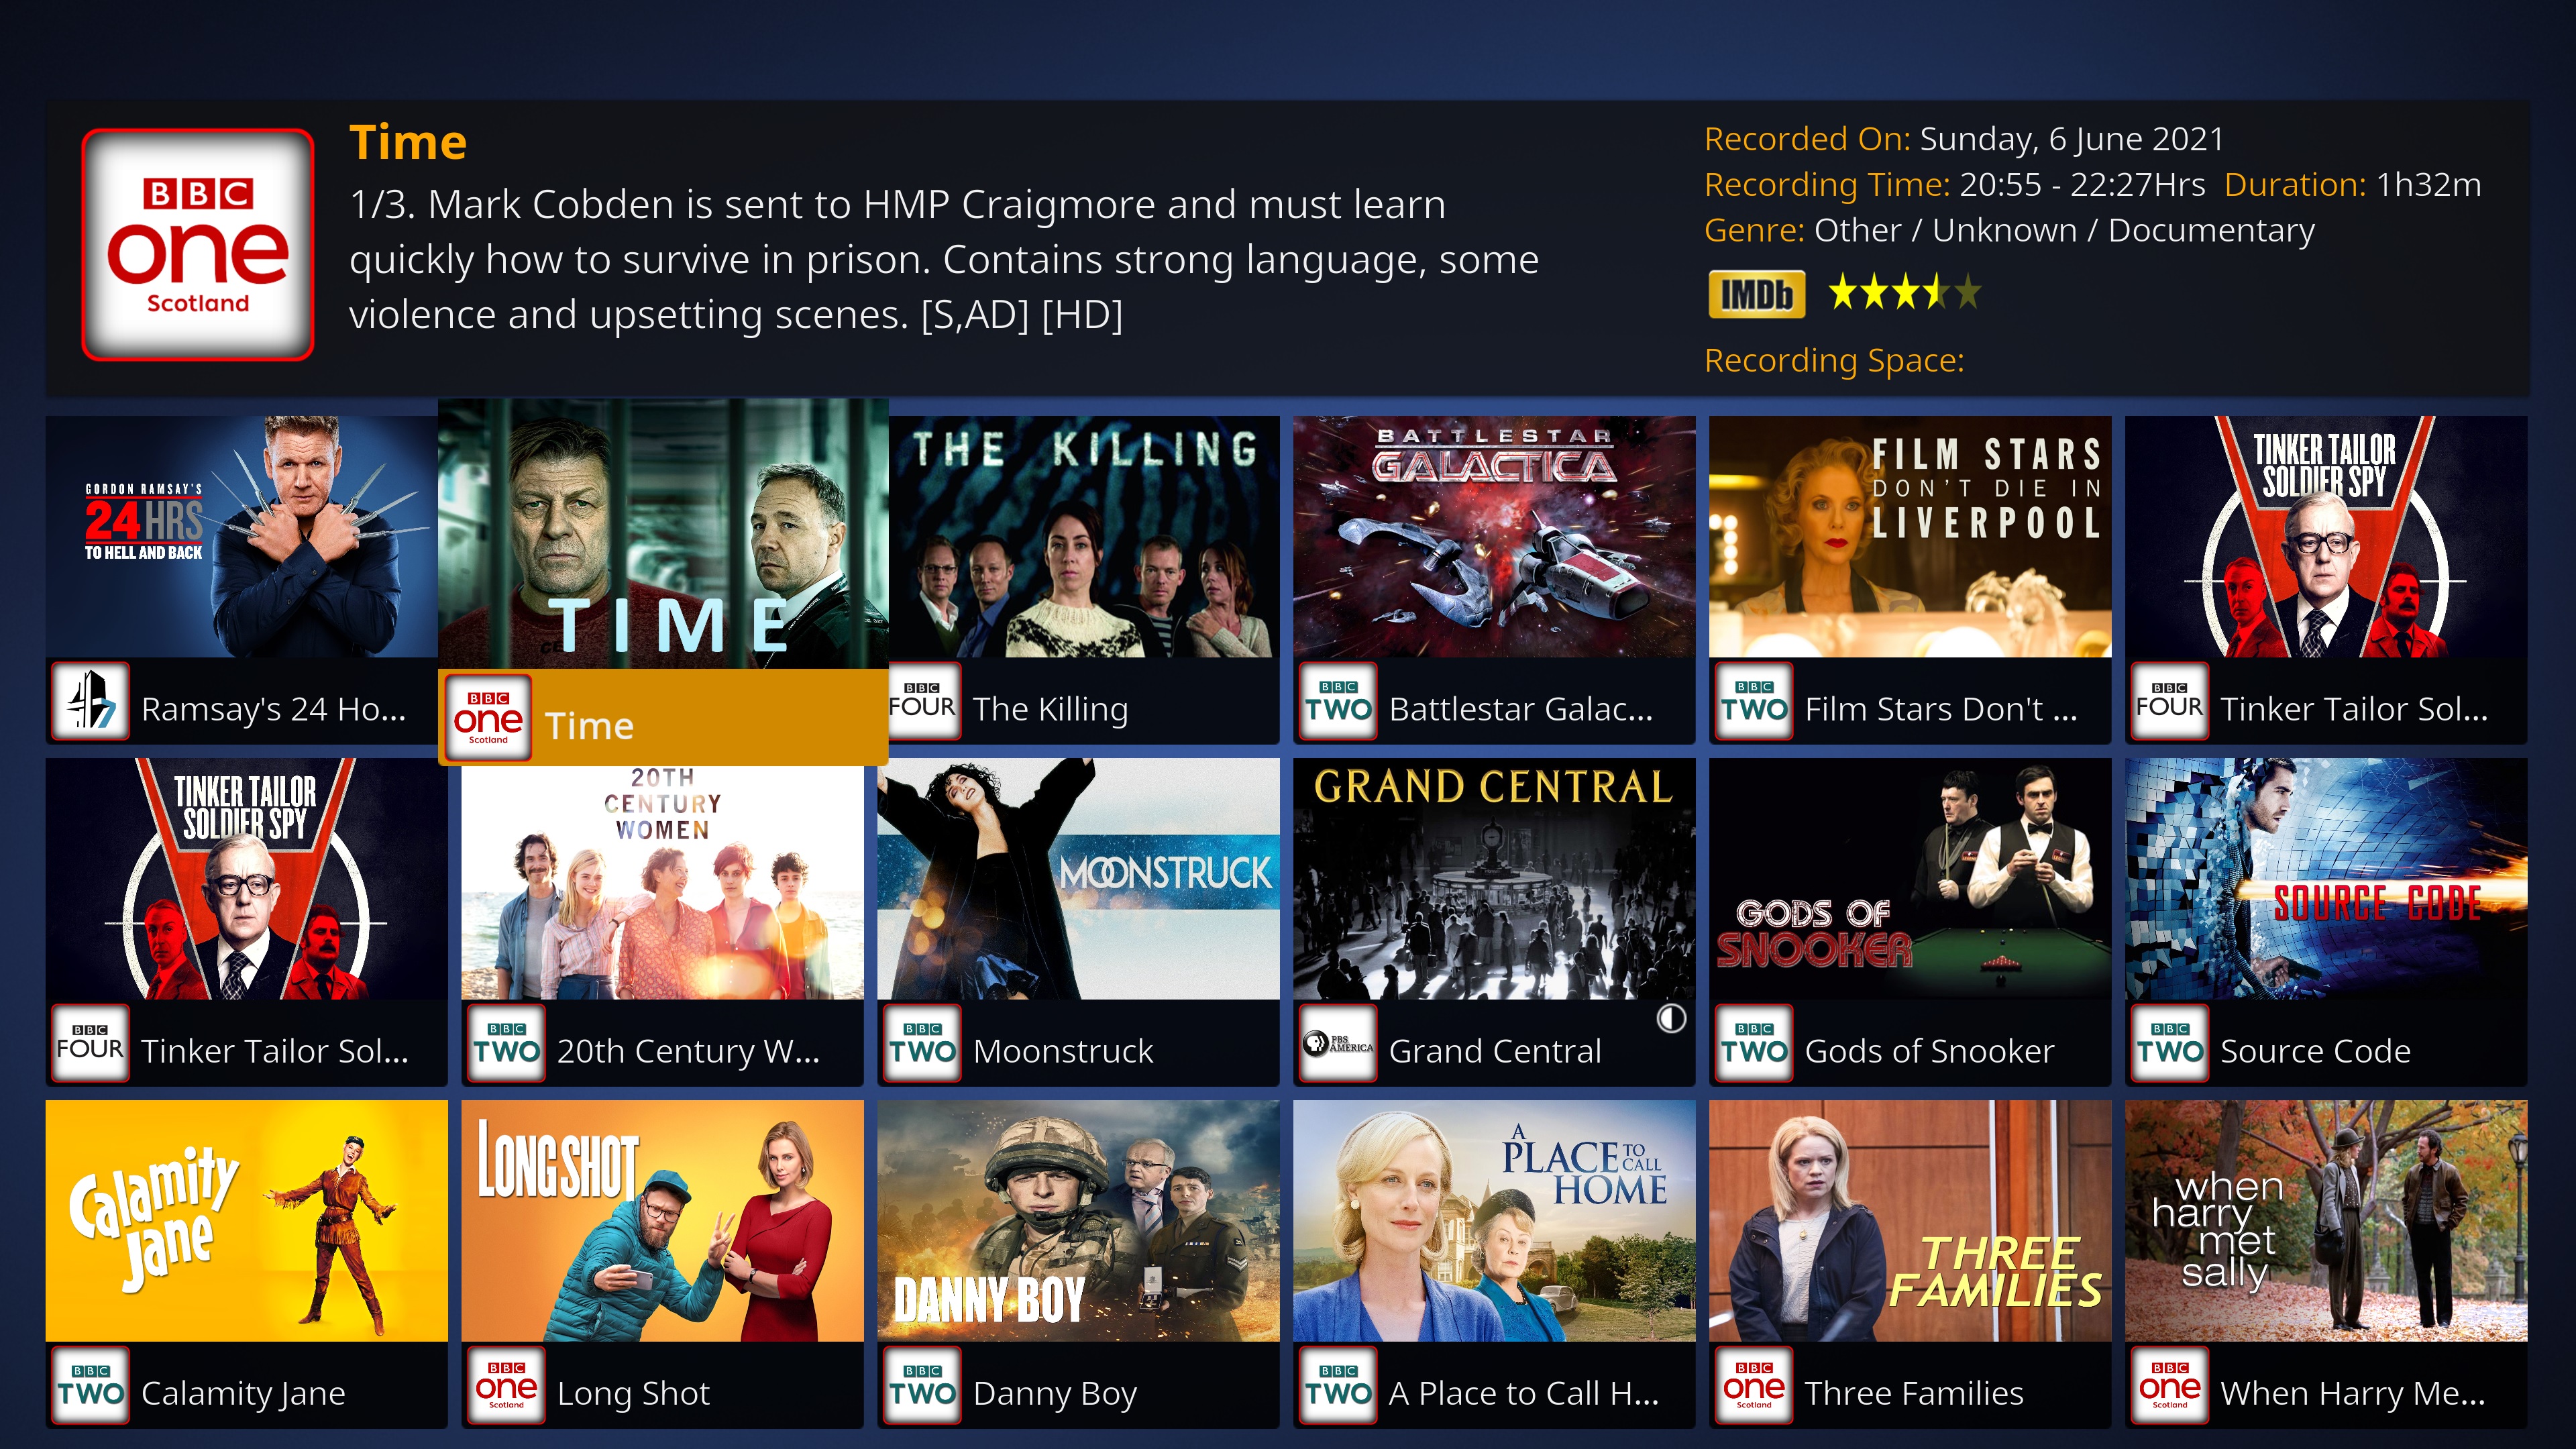 BBC
one
Scotland
Time
1/3. Mark Cobden is sent to HMP Craigmore and must learn
quickly how to survive in prison. Contains strong language, some
violence and upsetting scenes. [S,AD] [HD]
Recorded On: Sunday, 6 June 2021
Recording Time: 20:55 - 22:27Hrs Duration: 1h32m
Genre: Other / Unknown / Documentary
IMDb
Recording Space:
GORDON RAMSAY'S
24 HRS
TO HELL AND BACK
TIME
THE KILLING
BATTLESTAR
GALACTICA
FILM STARS
DON'T DIE IN
LIVERPOOL
TINKER TAILOR
SOLDIER SPY
4
7
Ramsay's 24 Ho...
BBC
one
Scotland
Time
BBC
FOUR
The Killing
BBC
TWO
Battlestar Galac...
BBC
TWO
Film Stars Don't ...
BBC
FOUR
Tinker Tailor Sol...
TINKER TAILOR
SOLDIER SPY
20TH
CENTURY
WOMEN
MOONSTRUCK
GRAND CENTRAL
GODS OF
SNOOKER
SOURCE CODE
BBC
FOUR
Tinker Tailor Sol...
BBC
TWO
20th Century W...
BBC
TWO
Moonstruck
PBS
AMERICA
Grand Central
BBC
TWO
Gods of Snooker
BBC
TWO
Source Code
Calamity
Jane
LONG SHOT
DANNY BOY
A
PLACE TO CALL
HOME
THREE
FAMILIES
when
harry
met
sally
BBC
TWO
Calamity Jane
BBC
one
Scotland
Long Shot
BBC
TWO
Danny Boy
BBC
TWO
A Place to Call H...
BBC
one
Scotland
Three Families
BBC
one
Scotland
When Harry Me...